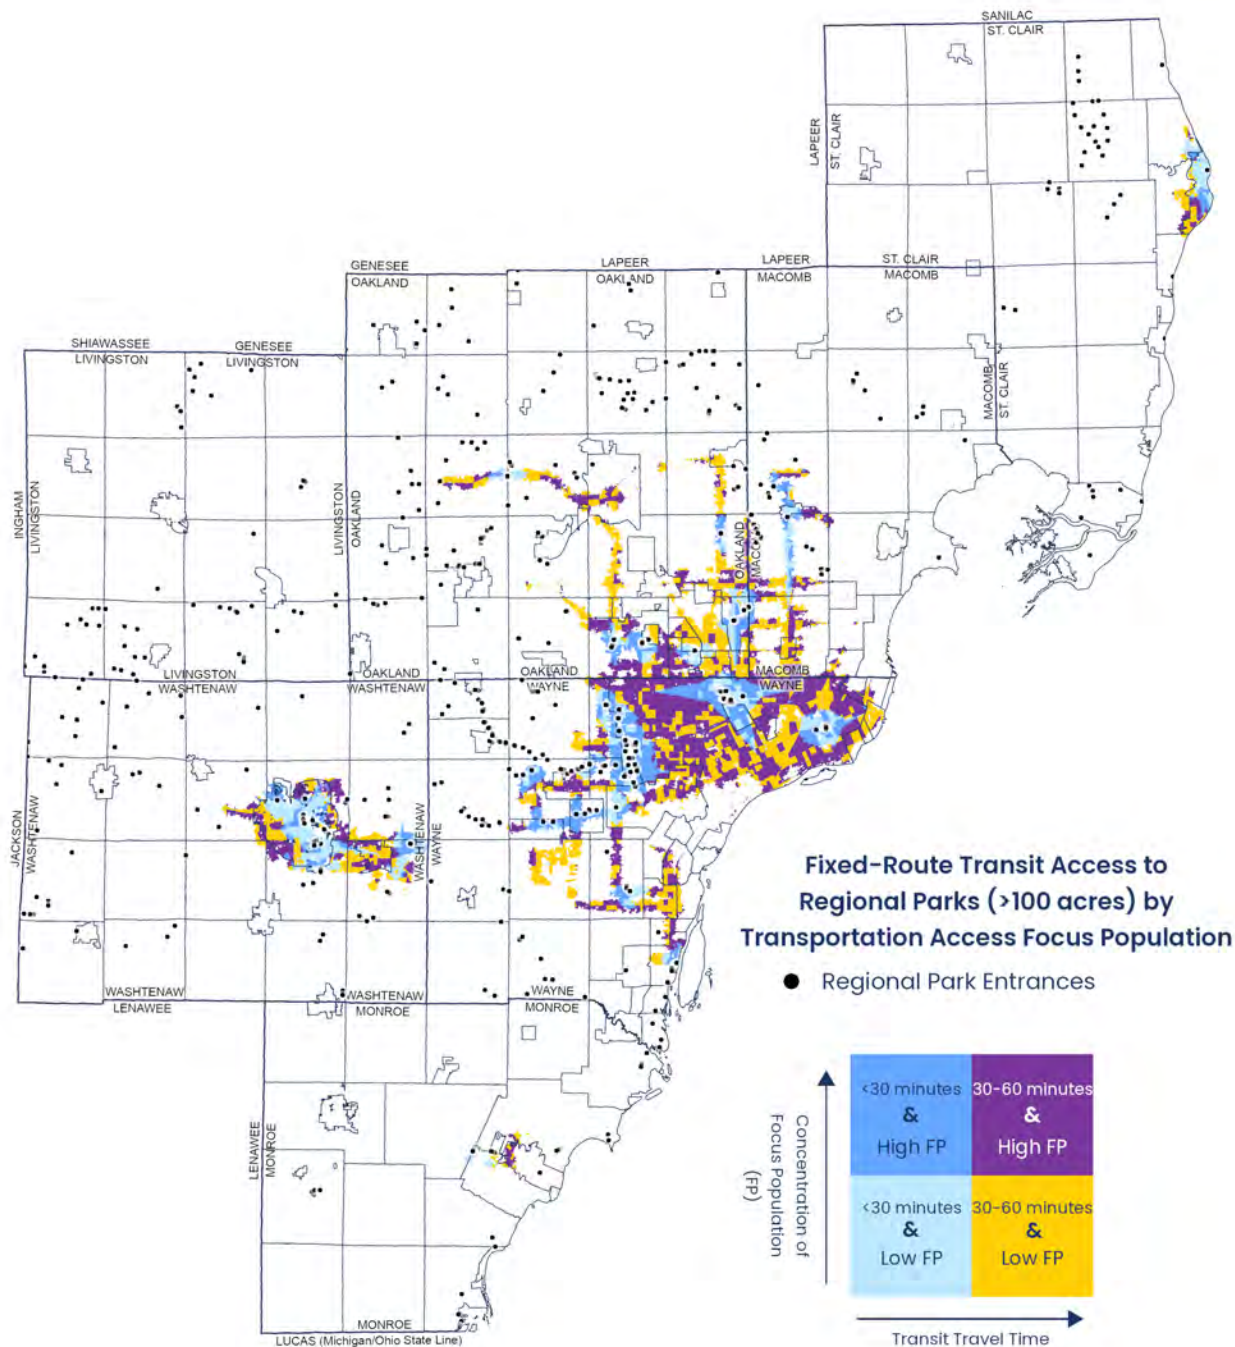 SANILAC
ST. CLAIR
LAPEER
ST. CLAIR
GENESEE
OAKLAND
LAPEER
OAKLAND
LAPEER
MACOMB
ST. CLAIR
MACOMB
SHIAWASSEE
LIVINGSTON
GENESEE
LIVINGSTON
MACOMB
ST. CLAIR
INGHAM
LIVINGSTON
LIVINGSTON
OAKLAND
OAKLAND
MACOMB
LIVINGSTON
WASHTENAW
OAKLAND
WASHTENAW
OAKLAND
WAYNE
MACOMB
WAYNE
JACKSON
WASHTENAW
WASHTENAW
WAYNE
Fixed-Route Transit Access to
Regional Parks (>100 acres) by
Transportation Access Focus Population
Regional Park Entrances
WASHTENAW
LENAWEE
WASHTENAW
MONROE
WAYNE
MONROE
LENAWEE
MONROE
Concentration of
Focus Population
(FP)
<30 minutes
&
High FP
30-60 minutes
&
High FP
<30 minutes
&
Low FP
30-60 minutes
&
Low FP
Transit Travel Time
MONROE
LUCAS (Michigan/Ohio State Line)